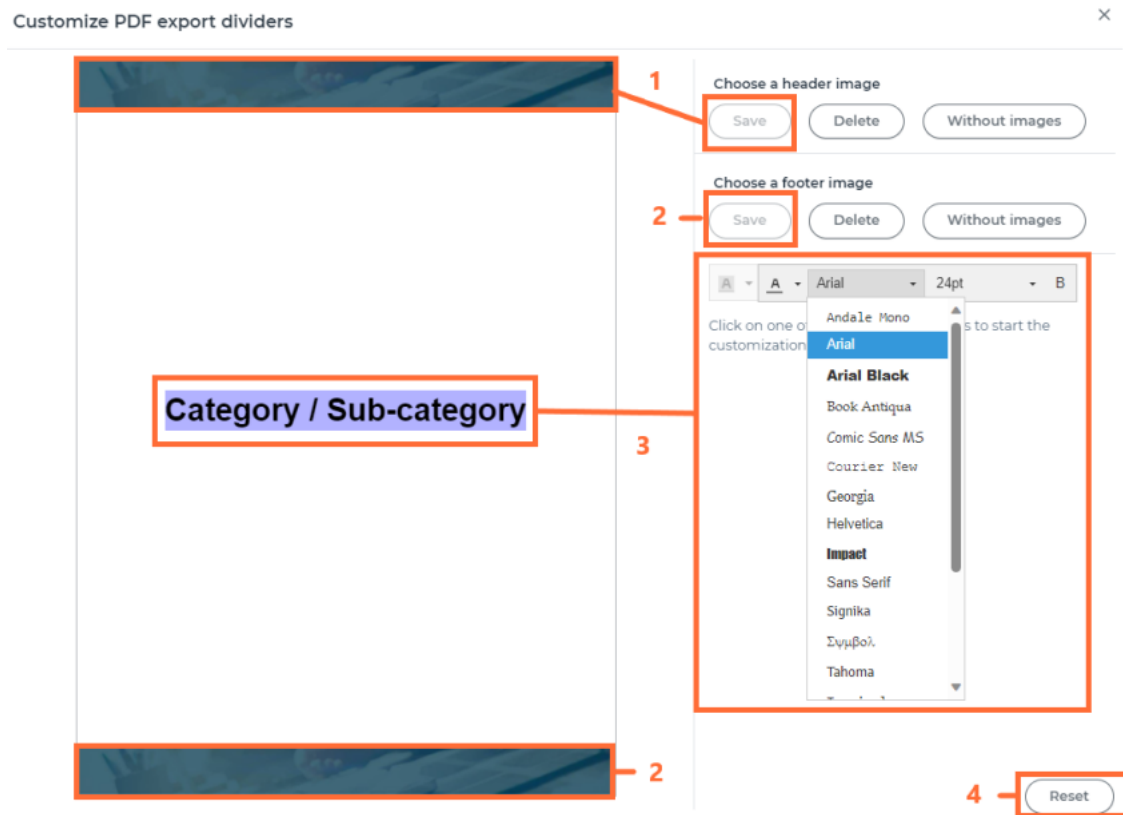 Customize PDF export dividers
×
1
Choose a header image
Save
Delete
Without images
Choose a footer image
2
Save
Delete
Without images
A
A
Arial
24pt
B
Click on one o
s to start the
customization
Andale Mono
Arial
Arial Black
Book Antiqua
Comic Sans MS
Courier New
Georgia
Helvetica
Impact
Sans Serif
Signika
Σψμβολ
Tahoma
Category / Sub-category
3
2
4
Reset